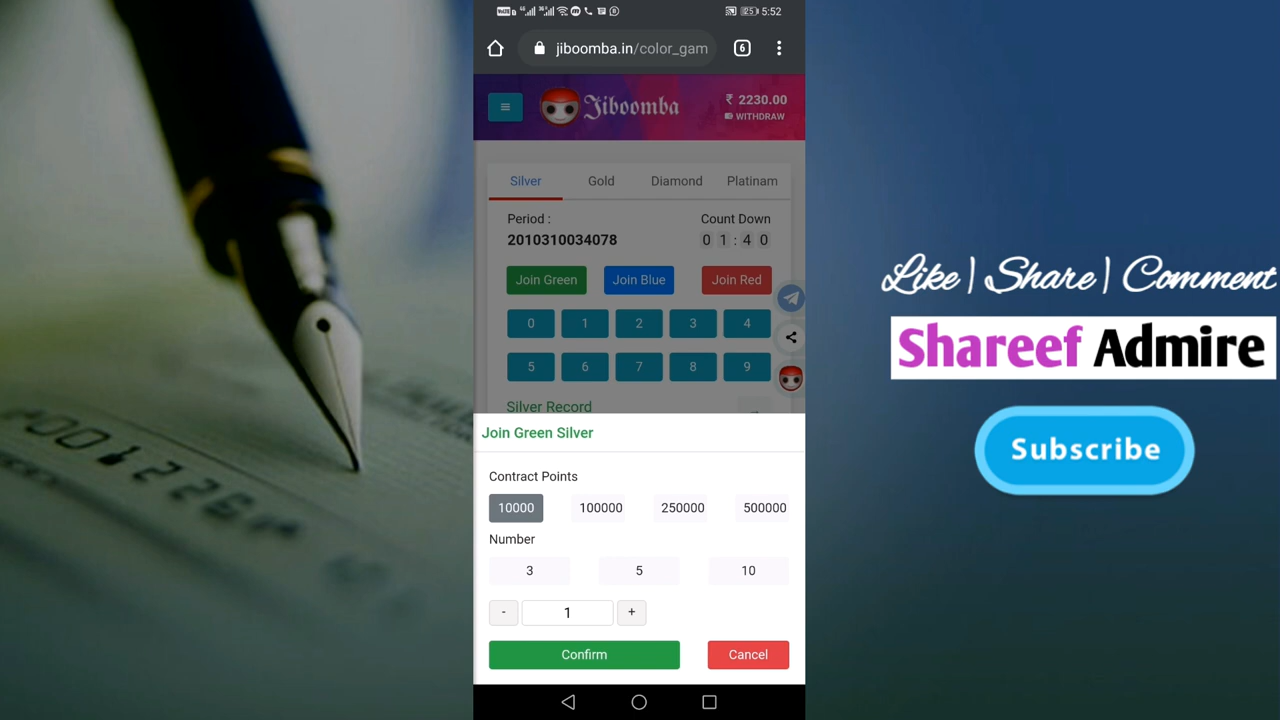 5:52
jiboomba.in/color_gam
6
Jiboomba
₹ 2230.00
WITHDRAW
Silver Gold Diamond Platinam
Period :
Count Down
2010310034078
0 1 : 4 0
Join Green Join Blue Join Red
0 1 2 3 4
5 6 7 8 9
Silver Record
Join Green Silver
Contract Points
10000 100000 250000 500000
Number
3 5 10
- 1 +
Confirm Cancel
Like | Share | Comment
Shareef Admire
Subscribe